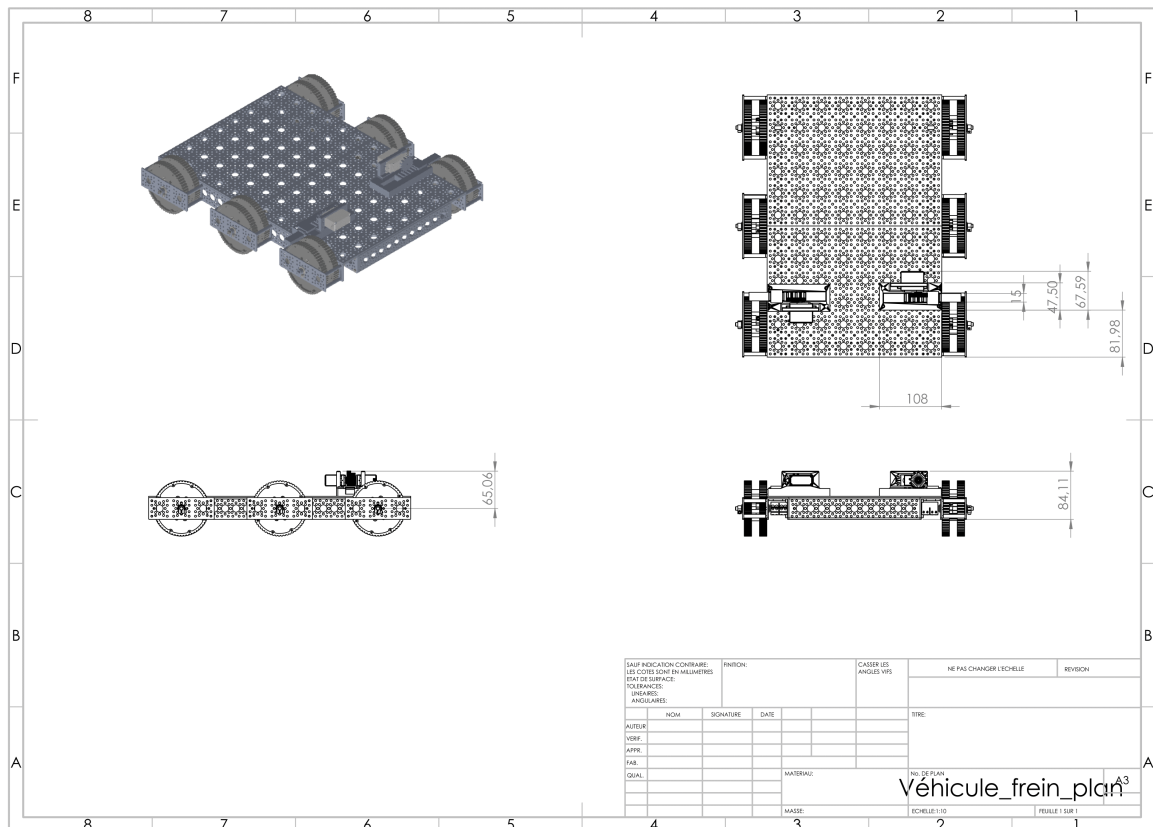 8 7 6 5 4 3 2 1
F F
E E
D D
C C
B B
A A
15
47,50
67,59
81,98
108
65,06
84,11
SAUF INDICATION CONTRAIRE:
LES COTES SONT EN MILLIMETRES
ETAT DE SURFACE:
TOLERANCES:
LINEAIRES:
ANGULAIRES:
FINITION:
CASSER LES
ANGLES VIFS
NE PAS CHANGER L'ECHELLE
REVISION
NOM SIGNATURE DATE
TITRE:
AUTEUR
VERIF.
APPR.
FAB.
QUAL.
MATERIAU:
No. DE PLAN
Véhicule_frein_plan
A3
MASSE:
ECHELLE:1:10
FEUILLE 1 SUR 1
8 7 6 5 4 3 2 1